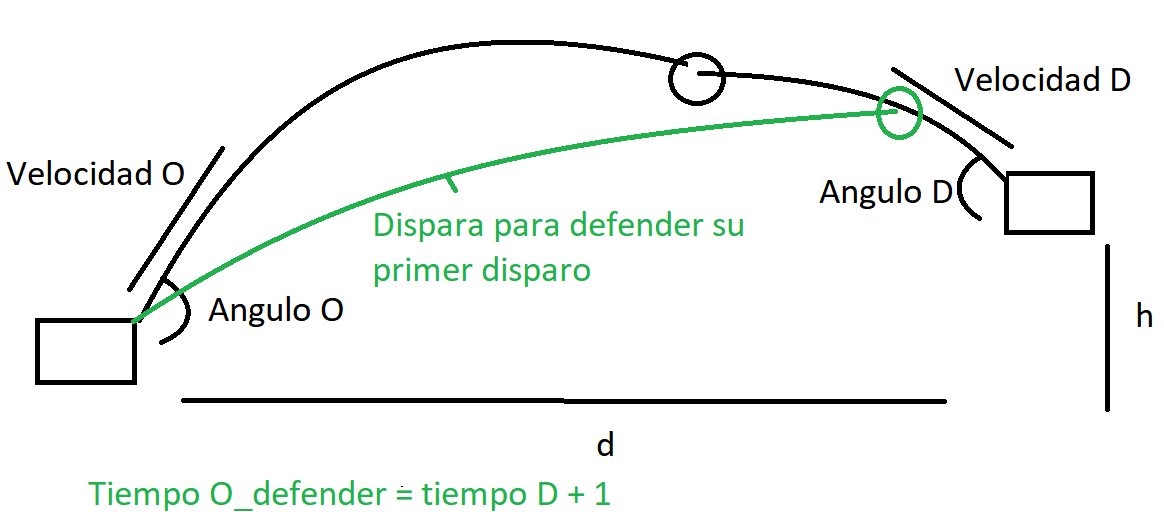 Velocidad D
Velocidad O
Angulo D
Dispara para defender su
primer disparo
Angulo O
h
d
Tiempo O_defender = tiempo D + 1